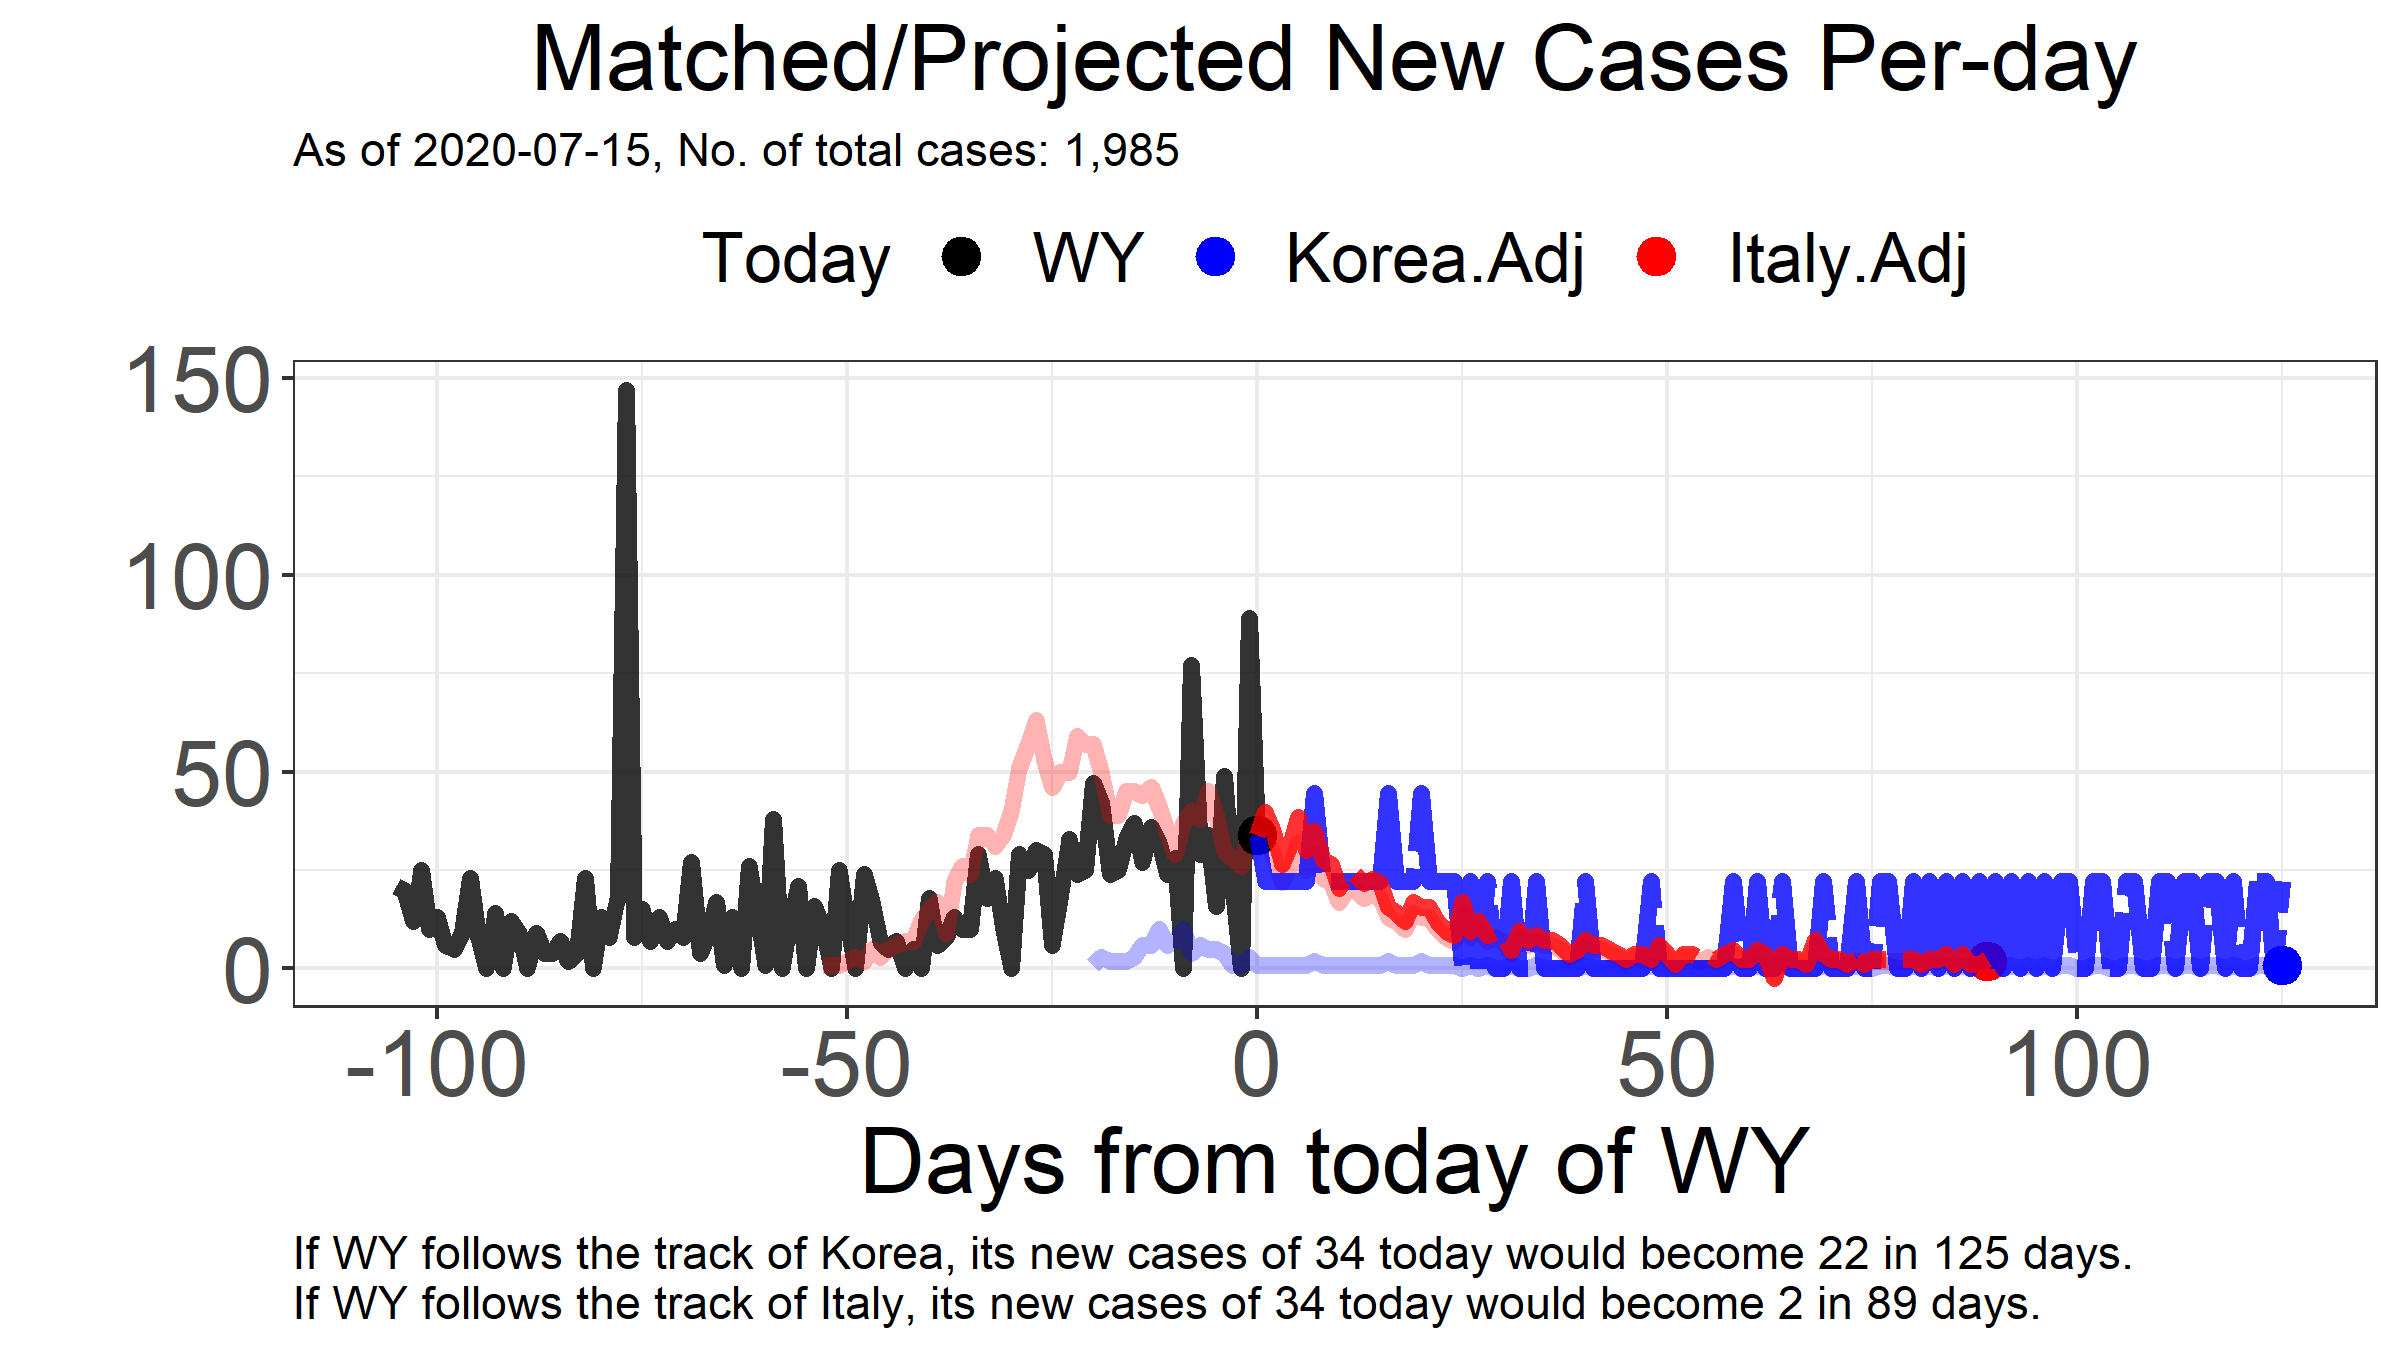 Matched/Projected New Cases Per-day
As of 2020-07-15, No. of total cases: 1,985
Today WY Korea.Adj Italy.Adj
150
100
50
0
-100 -50 0 50 100
Days from today of WY
If WY follows the track of Korea, its new cases of 34 today would become 22 in 125 days.
If WY follows the track of Italy, its new cases of 34 today would become 2 in 89 days.